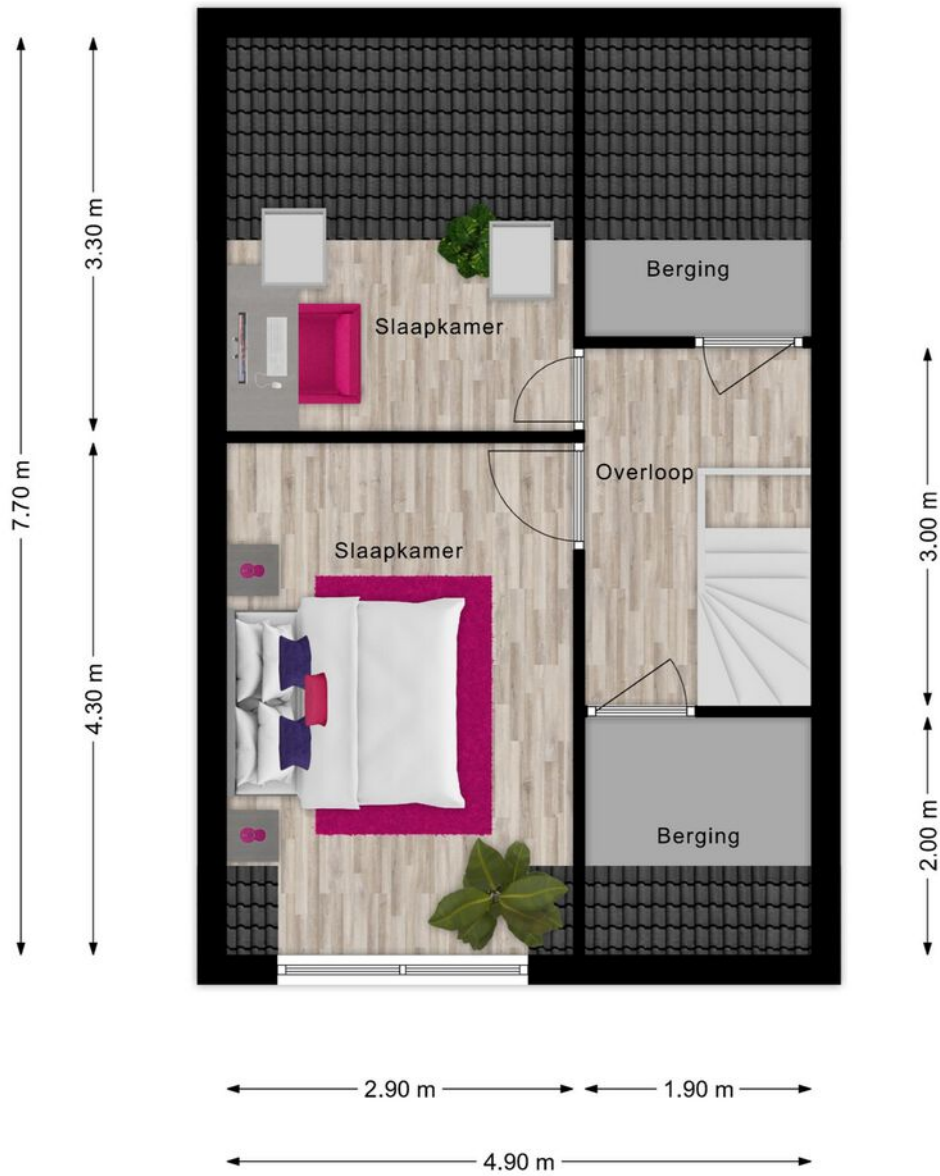 3.30 m
Berging
Slaapkamer
Overloop
7.70 m
3.00 m
Slaapkamer
4.30 m
Berging
2.00 m
2.90 m
1.90 m
4.90 m